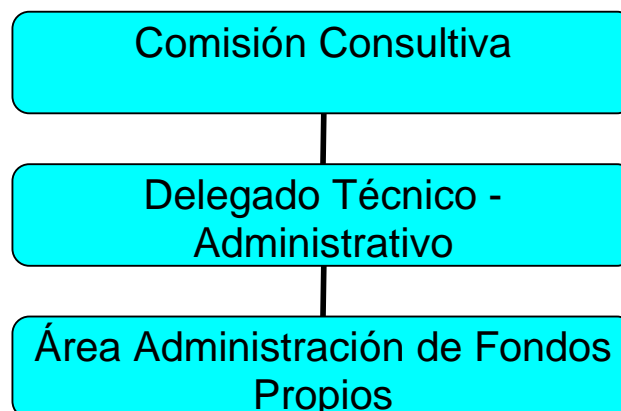 Comisión Consultiva
Delegado Técnico -
Administrativo
Área Administración de Fondos
Propios